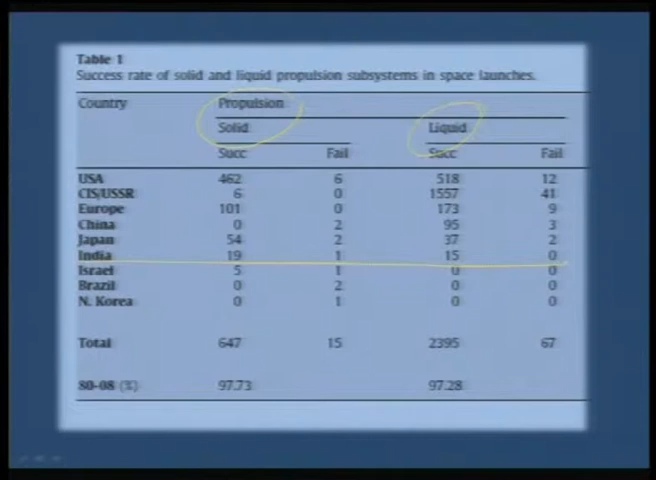 Table 1
Success rate of solid and liquid propulsion subsystems in space launches.
Country Propulsion
Solid Liquid
Succ Fail Succ Fail
USA 462 6 518 12
CIS/USSR 6 0 1557 41
Europe 101 0 173 9
China 0 2 95 3
Japan 54 2 37 2
India 19 1 15 0
Israel 5 1 0 0
Brazil 0 2 0 0
N. Korea 0 1 0 0
Total 647 15 2395 67
80-08 (%) 97.73 97.28